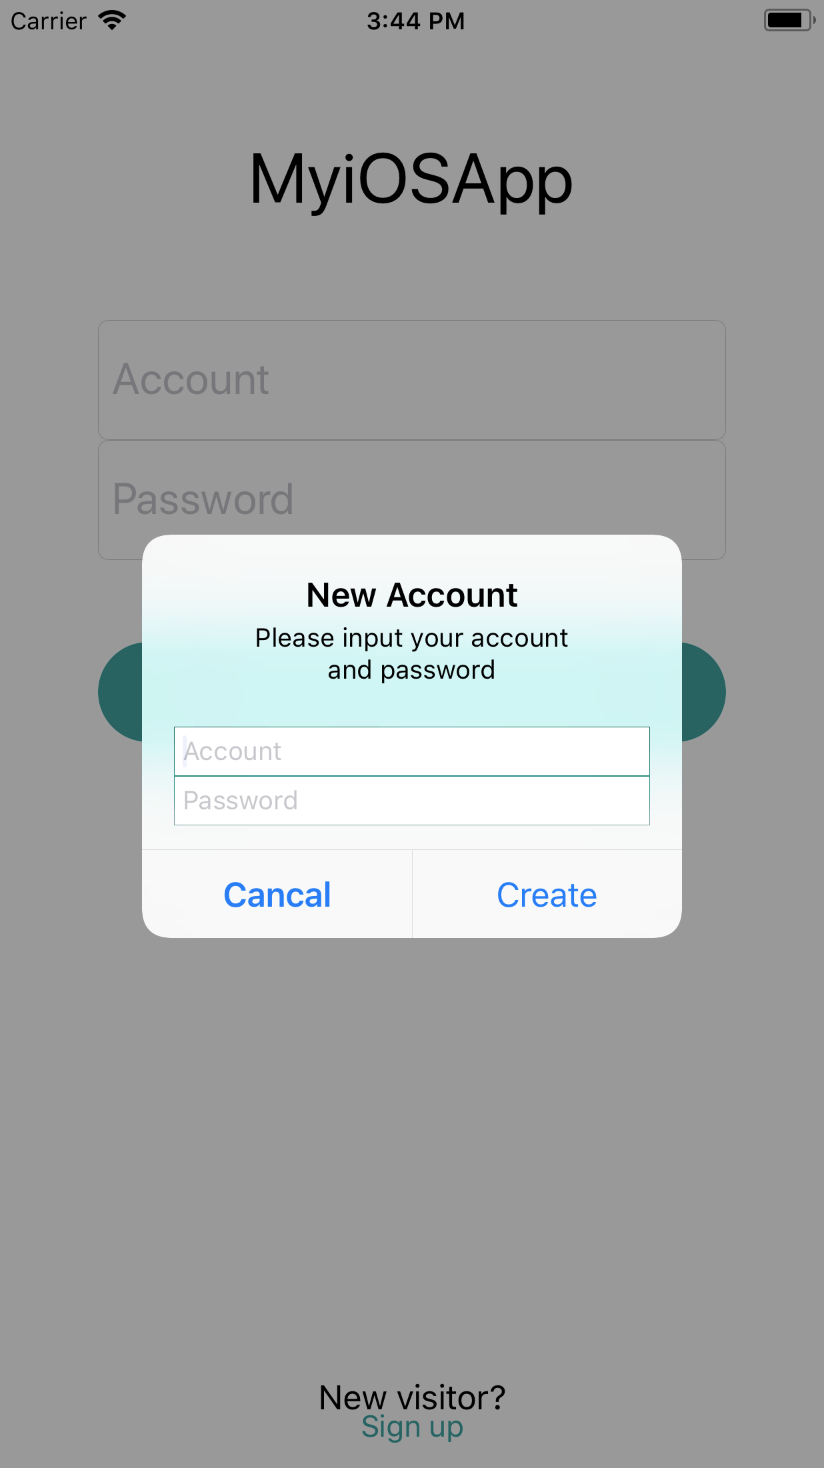 Carrier 3:44 PM
MyiOSApp
Account
Password
New Account
Please input your account
and password
Account
Password
Cancal Create
New visitor?
Sign up